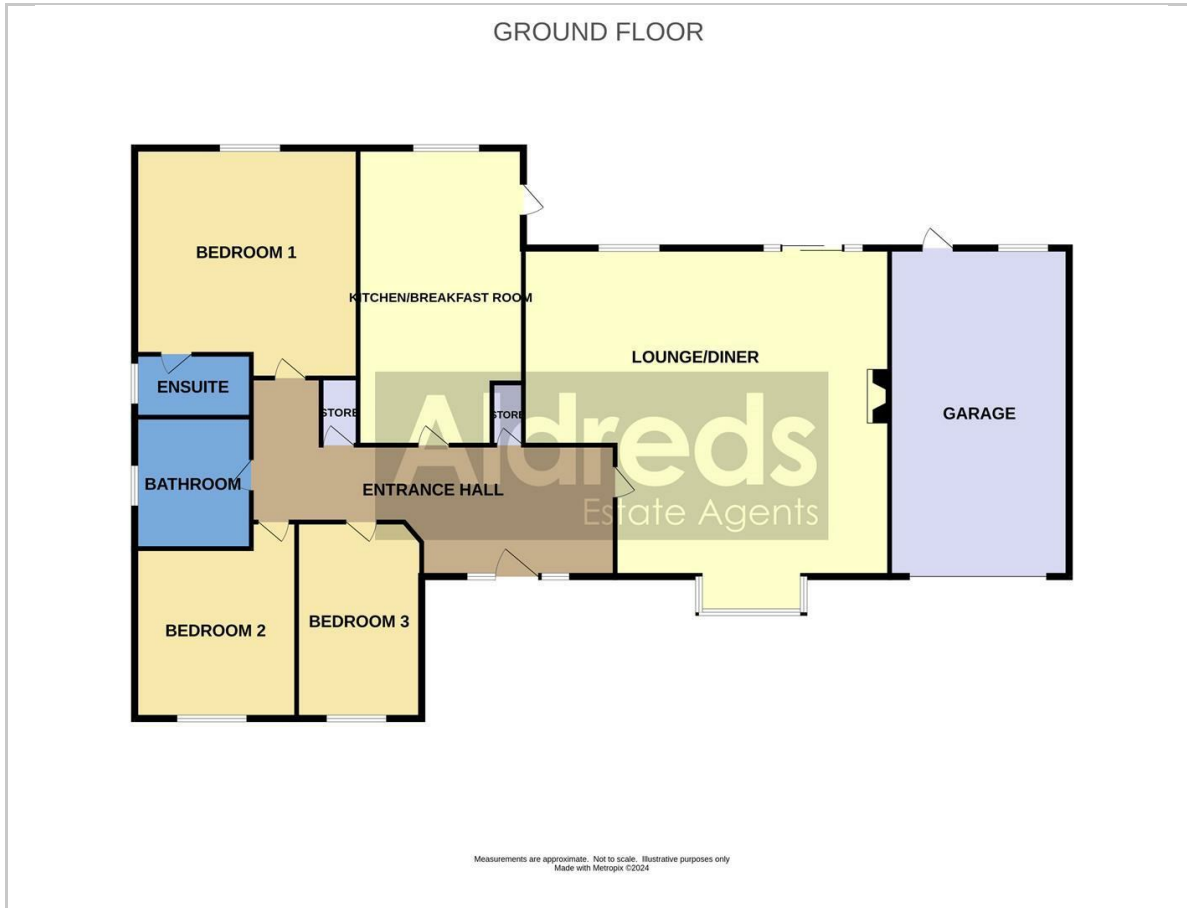 GROUND FLOOR
BEDROOM 1
KITCHEN/BREAKFAST ROOM
LOUNGE/DINER
ENSUITE
STORE
STORE
GARAGE
Aldreds
Estate Agents
BATHROOM
ENTRANCE HALL
BEDROOM 2
BEDROOM 3
Measurements are approximate. Not to scale. Illustrative purposes only
Made with Metropix ©2024